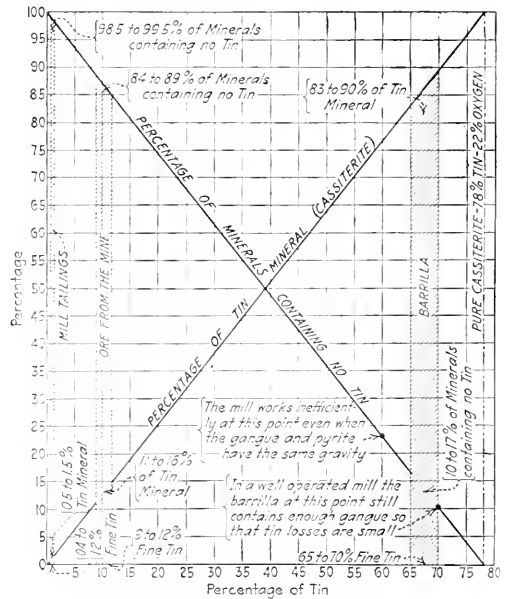 100
95
90
85
80
75
70
65
60
55
50
45
40
35
30
25
20
15
10
5
0
Percentage
98.5 to 99.5% of Minerals
containing no Tin
84 to 89% of Minerals
containing no Tin
83 to 90% of Tin
Mineral
PERCENTAGE OF MINERALS CONTAINING NO TIN
PERCENTAGE OF TIN MINERAL (CASSITERITE)
MILL TAILINGS
ORE FROM THE MINE
BARRILLA
PURE CASSITERITE-78% TIN-22% OXYGEN
The mill works inefficient-
ly at this point even when
the gangue and pyrite
have the same gravity
In a well operated mill the
barrilla at this point still
contains enough gangue so
that tin losses are small
10 to 17% of Minerals
containing no Tin
0.5 to 1.5%
Tin Mineral
0.4 to
1.2%
Fine Tin
11 to 16%
of Tin
Mineral
9 to 12%
Fine Tin
65 to 70% Fine Tin
0 5 10 15 20 25 30 35 40 45 50 55 60 65 70 75 80
Percentage of Tin